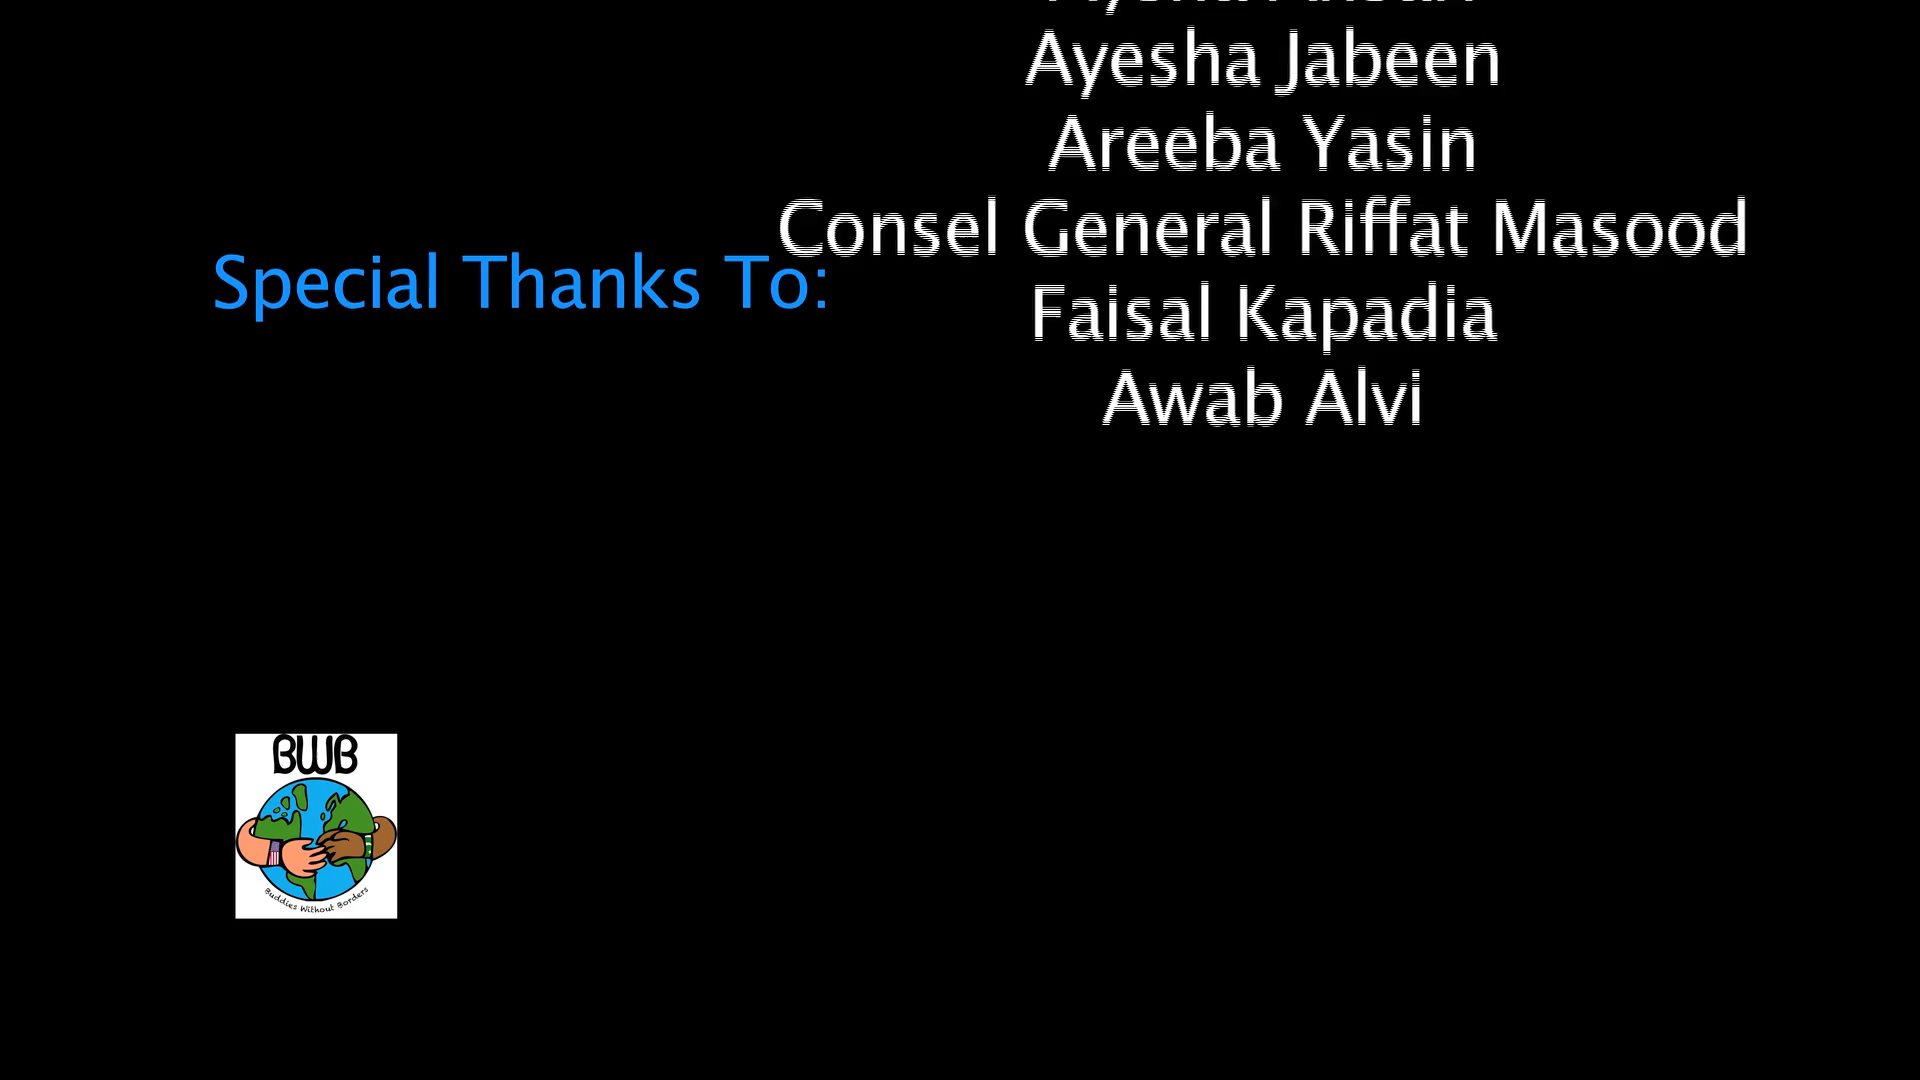 Ayesha Jabeen
Areeba Yasin
Consel General Riffat Masood
Special Thanks To:
Faisal Kapadia
Awab Alvi
BWB
Buddies Without Borders